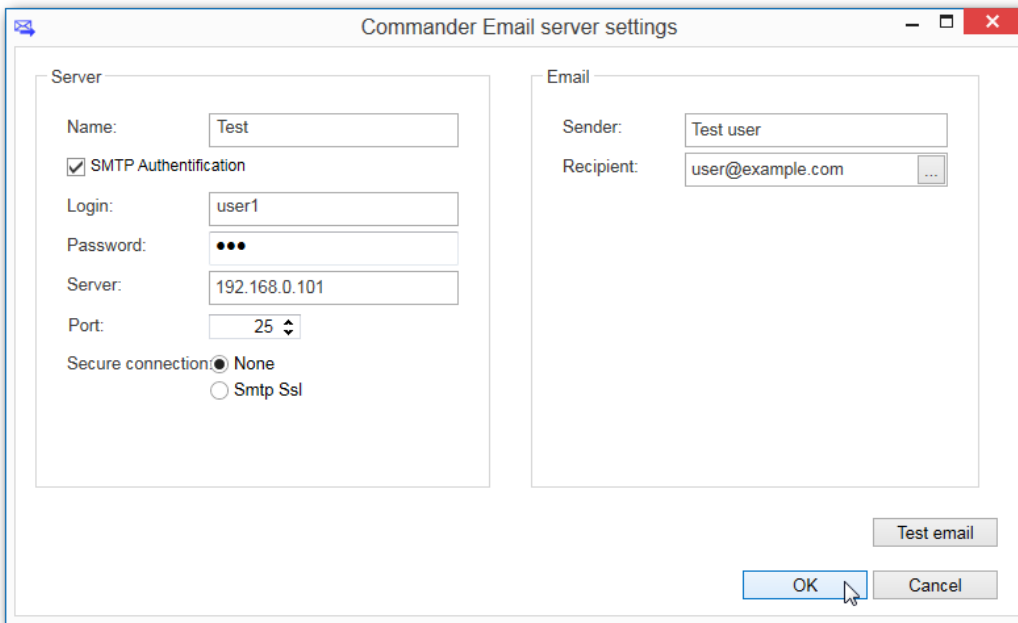 Commander Email server settings
Server
Name: Test
SMTP Authentification
Login: user1
Password: ●●●
Server: 192.168.0.101
Port: 25
Secure connection: None
Smtp Ssl
Email
Sender: Test user
Recipient: user@example.com ...
Test email
OK Cancel